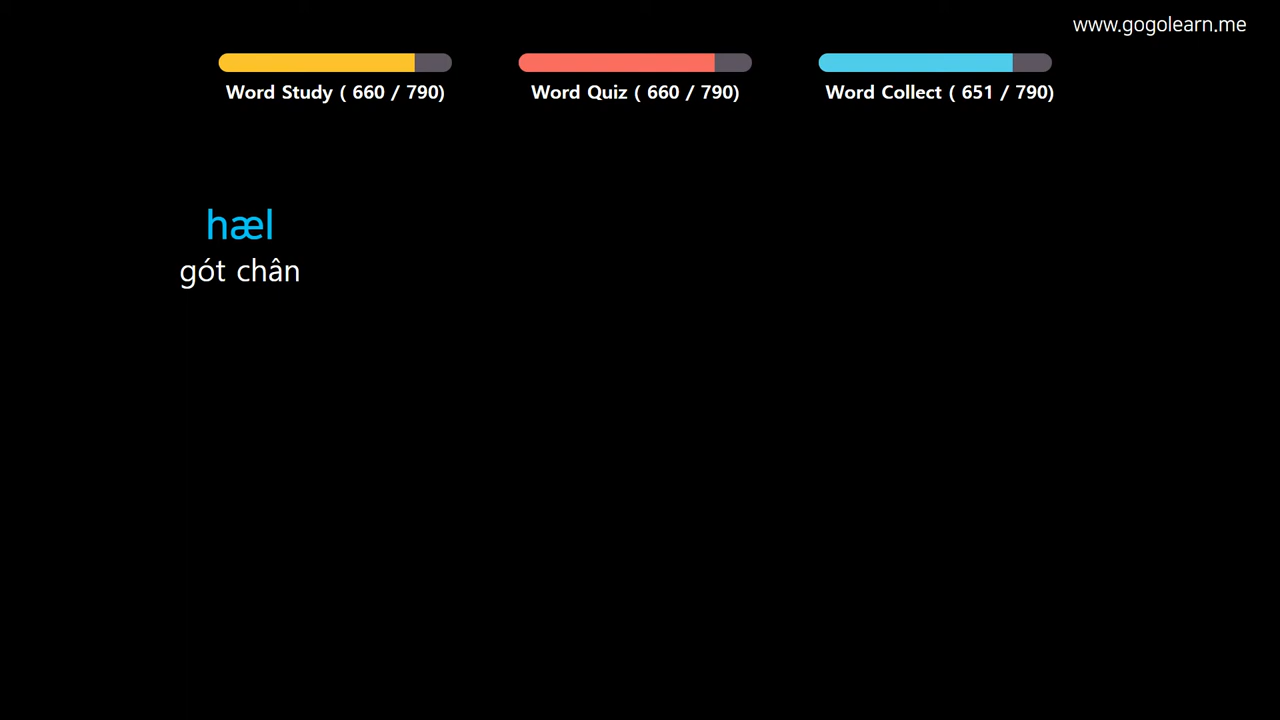 www.gogolearn.me
Word Study ( 660 / 790)
Word Quiz ( 660 / 790)
Word Collect ( 651 / 790)
hæl
gót chân